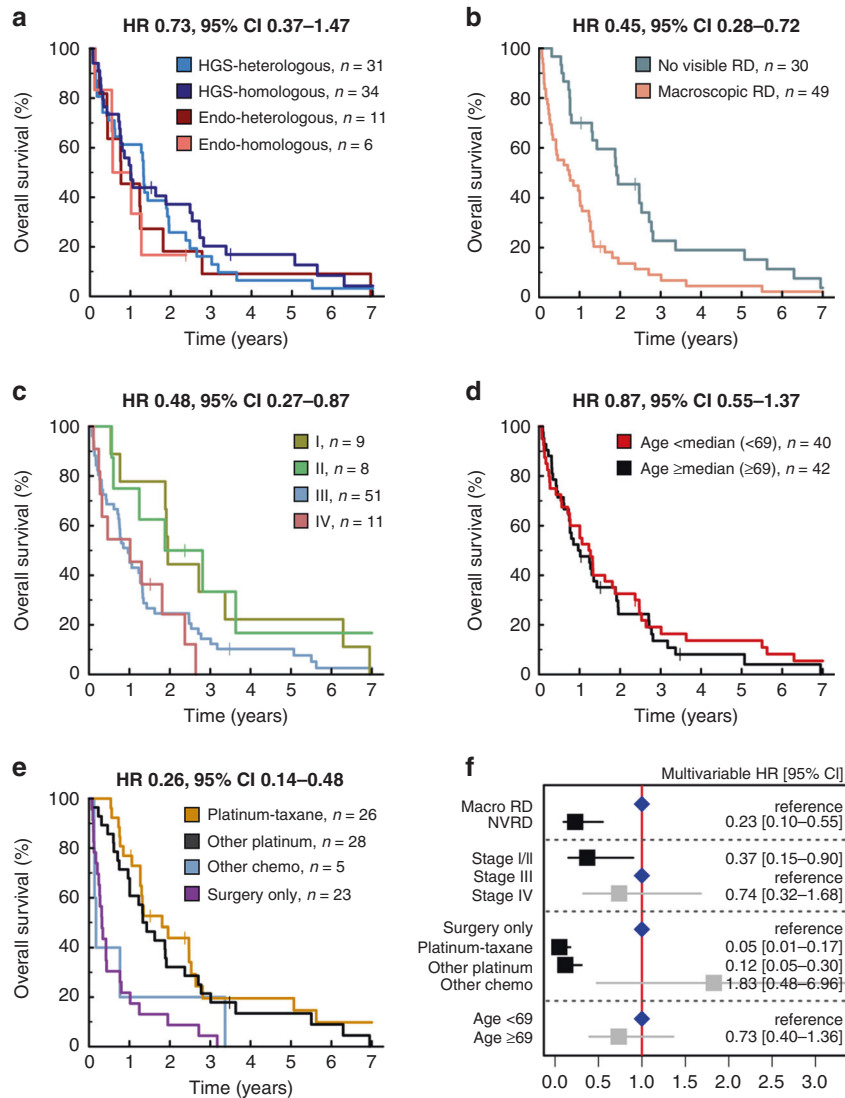 a
HR 0.73, 95% CI 0.37–1.47
Overall survival (%)
100
80
60
40
20
0
HGS-heterologous, n = 31
HGS-homologous, n = 34
Endo-heterologous, n = 11
Endo-homologous, n = 6
0 1 2 3 4 5 6 7
Time (years)
b
HR 0.45, 95% CI 0.28–0.72
Overall survival (%)
100
80
60
40
20
0
No visible RD, n = 30
Macroscopic RD, n = 49
0 1 2 3 4 5 6 7
Time (years)
c
HR 0.48, 95% CI 0.27–0.87
Overall survival (%)
100
80
60
40
20
0
I, n = 9
II, n = 8
III, n = 51
IV, n = 11
0 1 2 3 4 5 6 7
Time (years)
d
HR 0.87, 95% CI 0.55–1.37
Overall survival (%)
100
80
60
40
20
0
Age <median (<69), n = 40
Age ≥median (≥69), n = 42
0 1 2 3 4 5 6 7
Time (years)
e
HR 0.26, 95% CI 0.14–0.48
Overall survival (%)
100
80
60
40
20
0
Platinum-taxane, n = 26
Other platinum, n = 28
Other chemo, n = 5
Surgery only, n = 23
0 1 2 3 4 5 6 7
Time (years)
f
Multivariable HR [95% CI]
Macro RD reference
NVRD 0.23 [0.10–0.55]
Stage I/II 0.37 [0.15–0.90]
Stage III reference
Stage IV 0.74 [0.32–1.68]
Surgery only reference
Platinum-taxane 0.05 [0.01–0.17]
Other platinum 0.12 [0.05–0.30]
Other chemo 1.83 [0.48–6.96]
Age <69 reference
Age ≥69 0.73 [0.40–1.36]
0.0 0.5 1.0 1.5 2.0 2.5 3.0